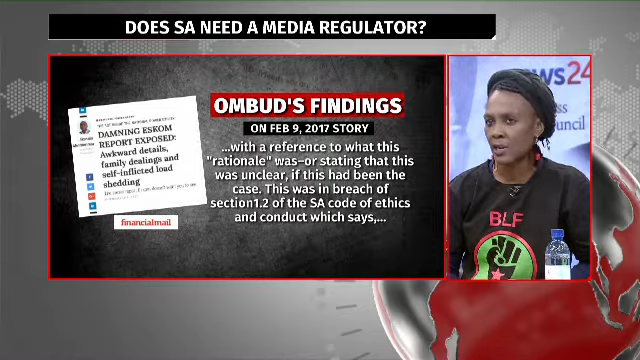 DOES SA NEED A MEDIA REGULATOR?
DAMNING ESKOM
REPORT EXPOSED:
Awkward details,
family dealings and
self-inflicted load
shedding
financialmail
OMBUD'S FINDINGS
ON FEB 9, 2017 STORY
...with a reference to what this
"rationale" was–or stating that this
was unclear, if this had been the
case. This was in breach of
section1.2 of the SA code of ethics
and conduct which says,...
ws24
ss
ouncil
BLF